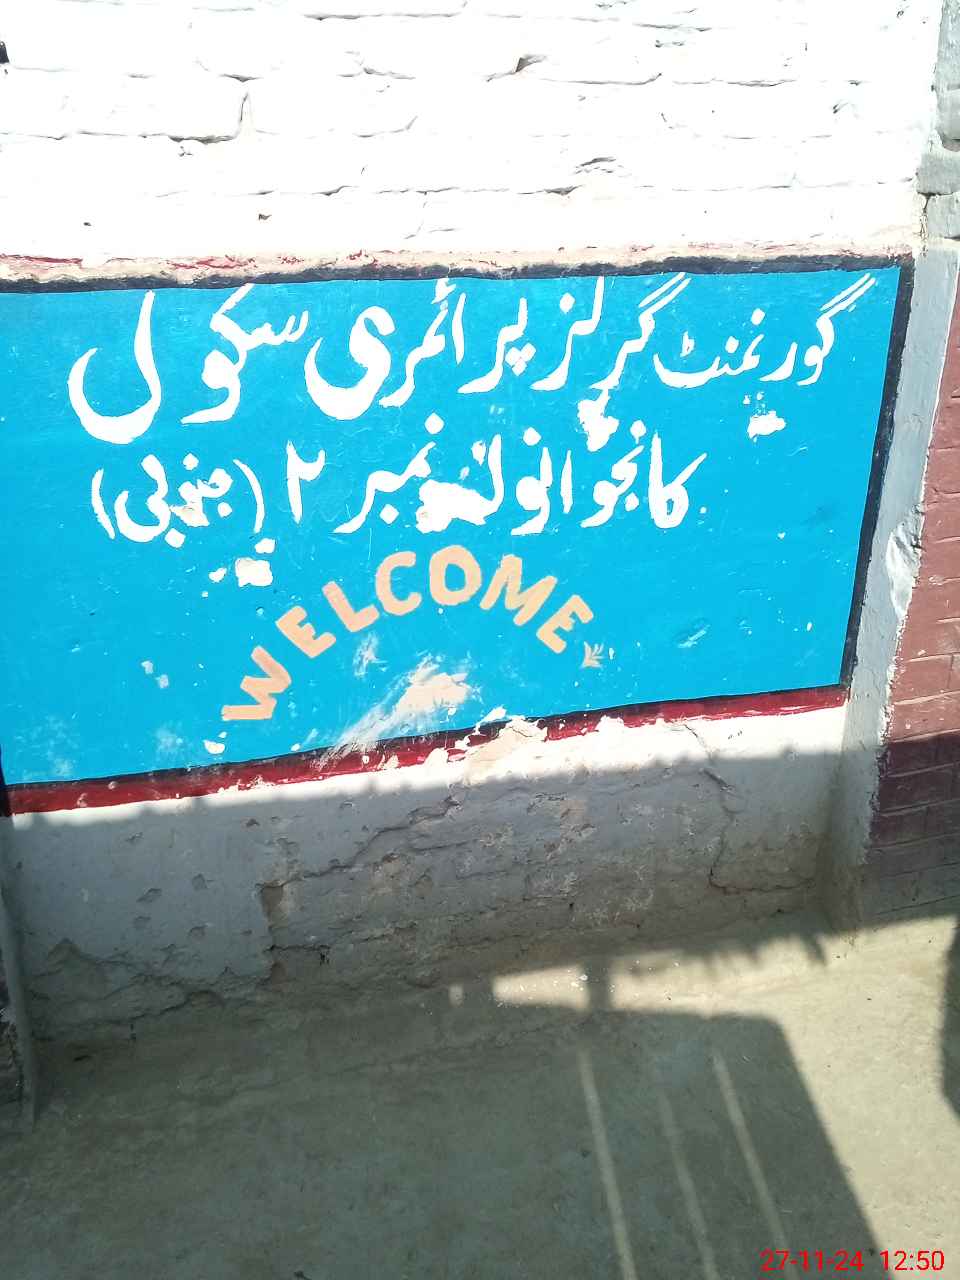 گورنمنٹ گرلز پرائمری سکول
کانجوانولہ نمبر ۲ (جنوبی)
WELCOME
27-11-24 12:50